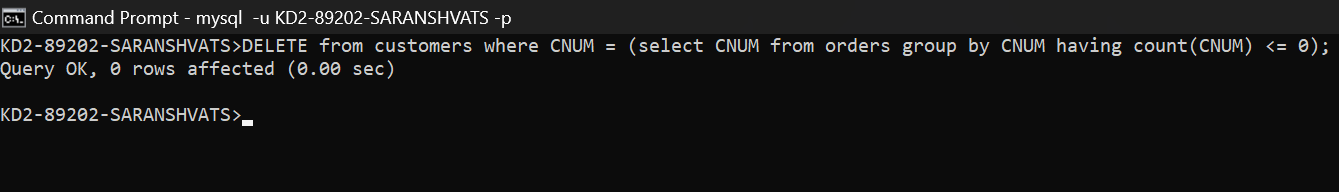 Command Prompt - mysql  -u KD2-89202-SARANSHVATS -p
KD2-89202-SARANSHVATS>DELETE from customers where CNUM = (select CNUM from orders group by CNUM having count(CNUM) <= 0);
Query OK, 0 rows affected (0.00 sec)
KD2-89202-SARANSHVATS>